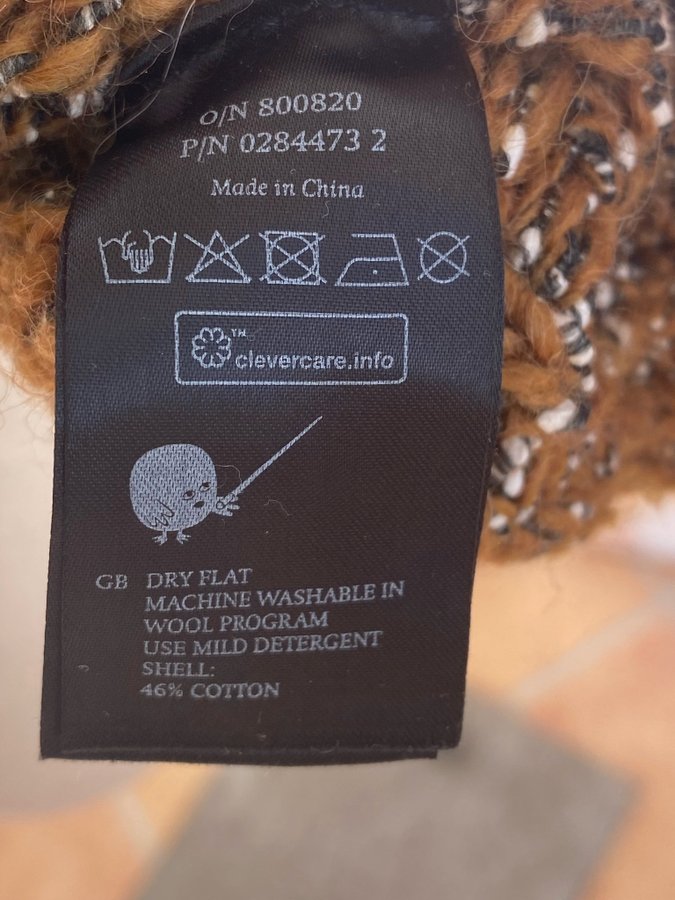 O/N 800820
P/N 0284473 2
Made in China
™
clevercare.info
GB DRY FLAT
MACHINE WASHABLE IN
WOOL PROGRAM
USE MILD DETERGENT
SHELL:
46% COTTON